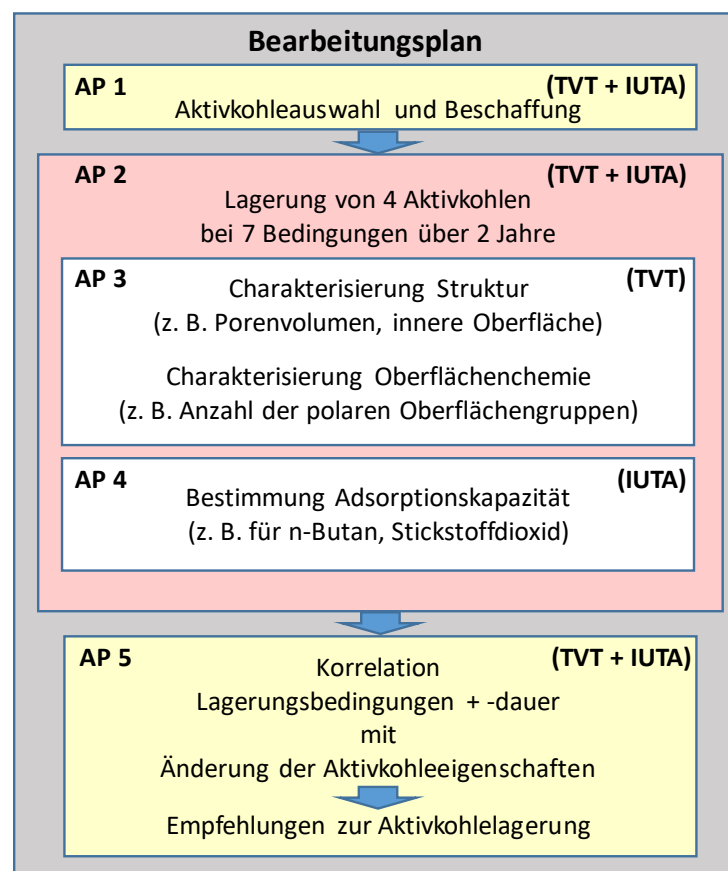 Bearbeitungsplan
AP 1 (TVT + IUTA)
Aktivkohleauswahl und Beschaffung
AP 2 (TVT + IUTA)
Lagerung von 4 Aktivkohlen
bei 7 Bedingungen über 2 Jahre
AP 3 Charakterisierung Struktur (TVT)
(z. B. Porenvolumen, innere Oberfläche)
Charakterisierung Oberflächenchemie
(z. B. Anzahl der polaren Oberflächengruppen)
AP 4 (IUTA)
Bestimmung Adsorptionskapazität
(z. B. für n-Butan, Stickstoffdioxid)
AP 5 (TVT + IUTA)
Korrelation
Lagerungsbedingungen + -dauer
mit
Änderung der Aktivkohleeigenschaften
Empfehlungen zur Aktivkohlelagerung